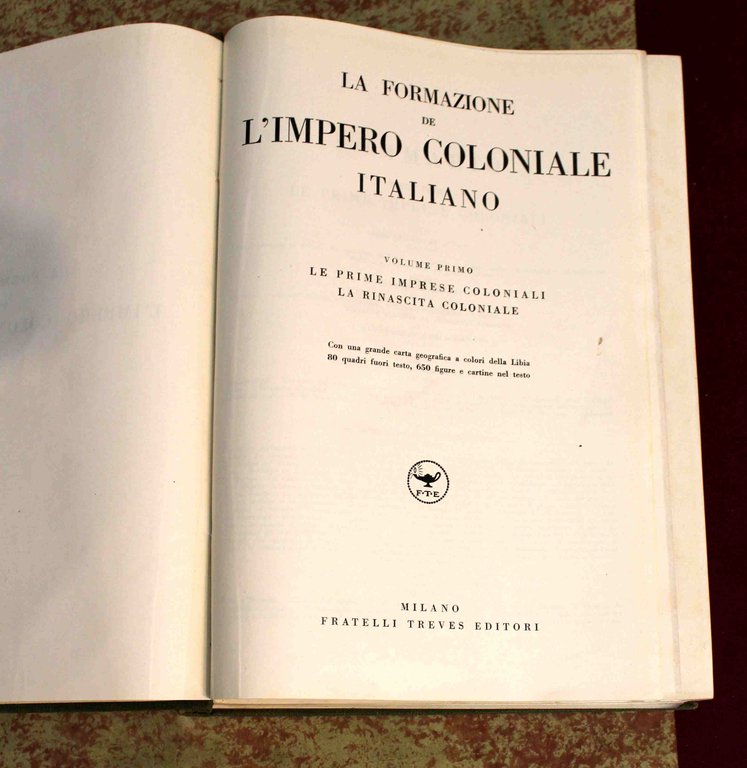 LA FORMAZIONE
DE
L'IMPERO COLONIALE
ITALIANO
VOLUME PRIMO
LE PRIME IMPRESE COLONIALI
LA RINASCITA COLONIALE
Con una grande carta geografica a colori della Libia
80 quadri fuori testo, 650 figure e cartine nel testo
F·T·E
MILANO
FRATELLI TREVES EDITORI